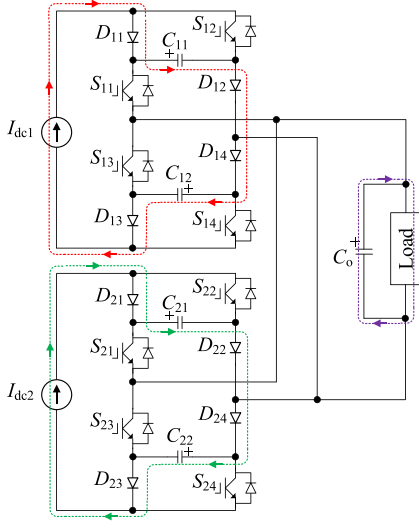 S12
D11
C11
+
S11
D12
Idc1
S13
D14
C12
+
D13
S14
Co
+
Load
S22
D21
C21
+
S21
D22
Idc2
S23
D24
C22
+
D23
S24